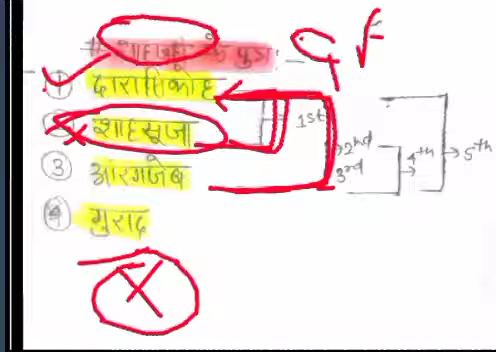 # शाहजहाँ के पुत्र :-
① दाराशिकोह
② शाहसूजा 1st
③ औरंगजेब 2nd 3rd → 4th → 5th
④ मुराद